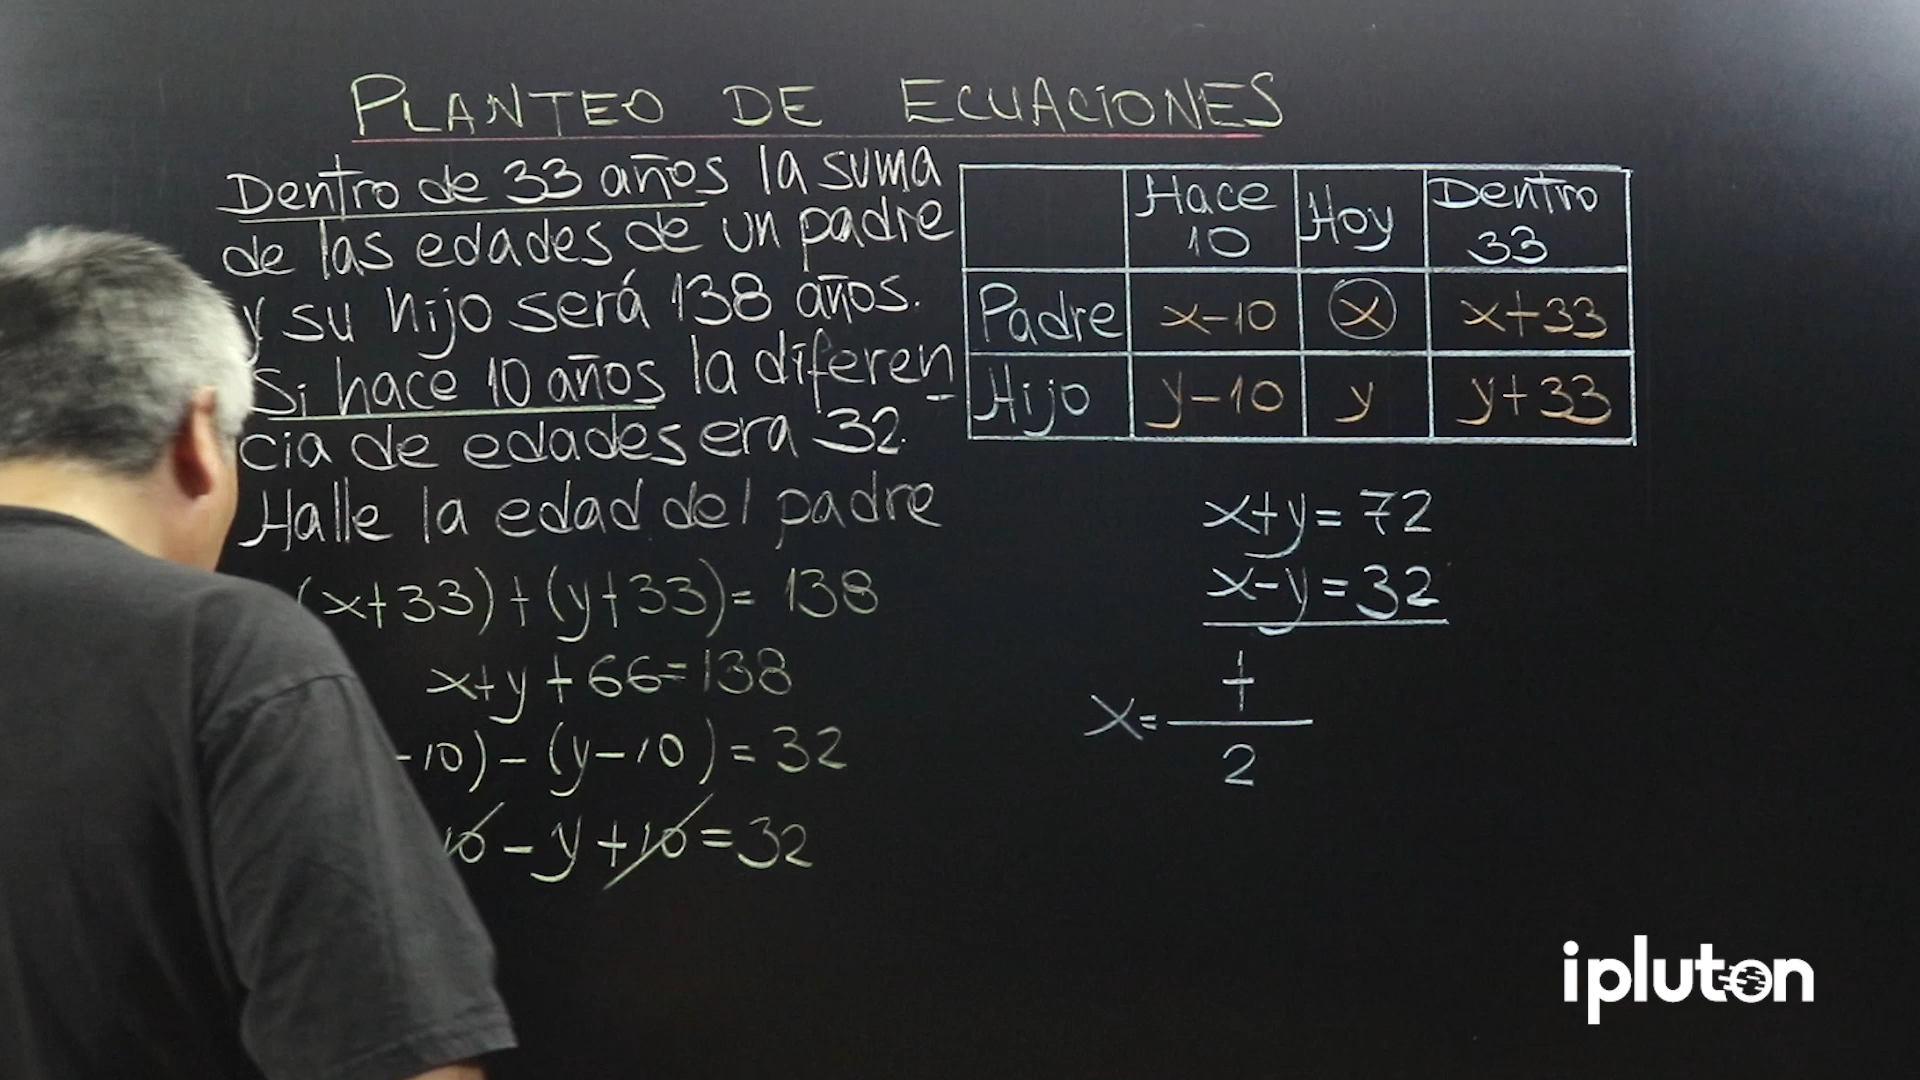 PLANTEO DE ECUACIONES
Dentro de 33 años la suma
de las edades de un padre
y su hijo será 138 años.
Si hace 10 años la diferen-
cia de edades era 32.
Halle la edad del padre
(x+33)+(y+33)=138
x+y+66=138
-10)-(y-10)=32
10-y+10=32
Hace 10 Hoy Dentro 33
Padre x-10 x x+33
Hijo y-10 y y+33
x+y=72
x-y=32
+
x=
2
ipluton